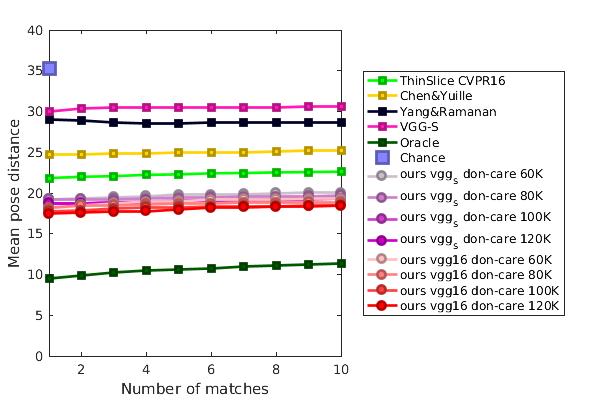 40
35
30
25
20
15
10
5
0
2
4
6
8
10
Mean pose distance
Number of matches
ThinSlice CVPR16
Chen&Yuille
Yang&Ramanan
VGG-S
Oracle
Chance
ours vggs don-care 60K
ours vggs don-care 80K
ours vggs don-care 100K
ours vggs don-care 120K
ours vgg16 don-care 60K
ours vgg16 don-care 80K
ours vgg16 don-care 100K
ours vgg16 don-care 120K